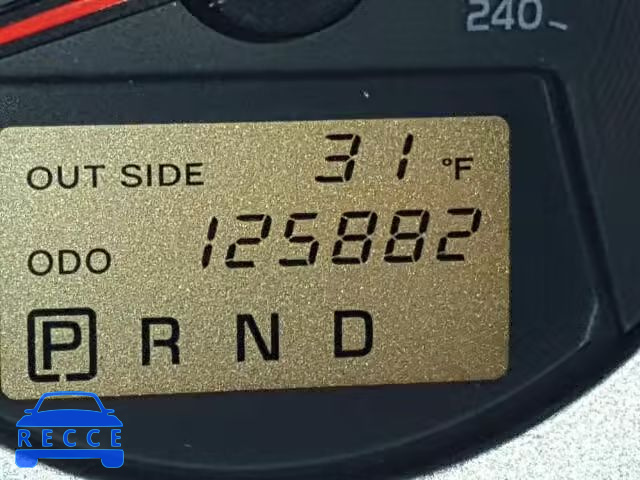 240
OUT SIDE 31 °F
ODO 125882
P R N D
RECCE